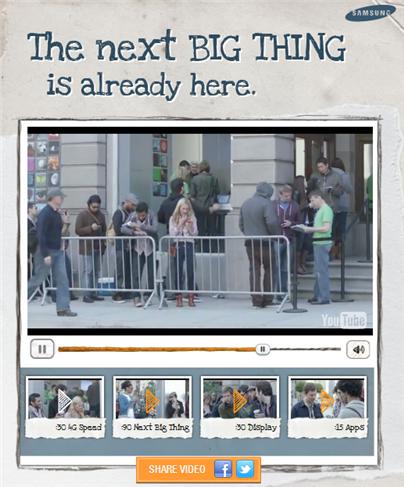 SAMSUNG
The next BIG THING
is already here.
YouTube
:30 4G Speed
:90 Next Big Thing
:30 Display
:15 Apps
SHARE VIDEO